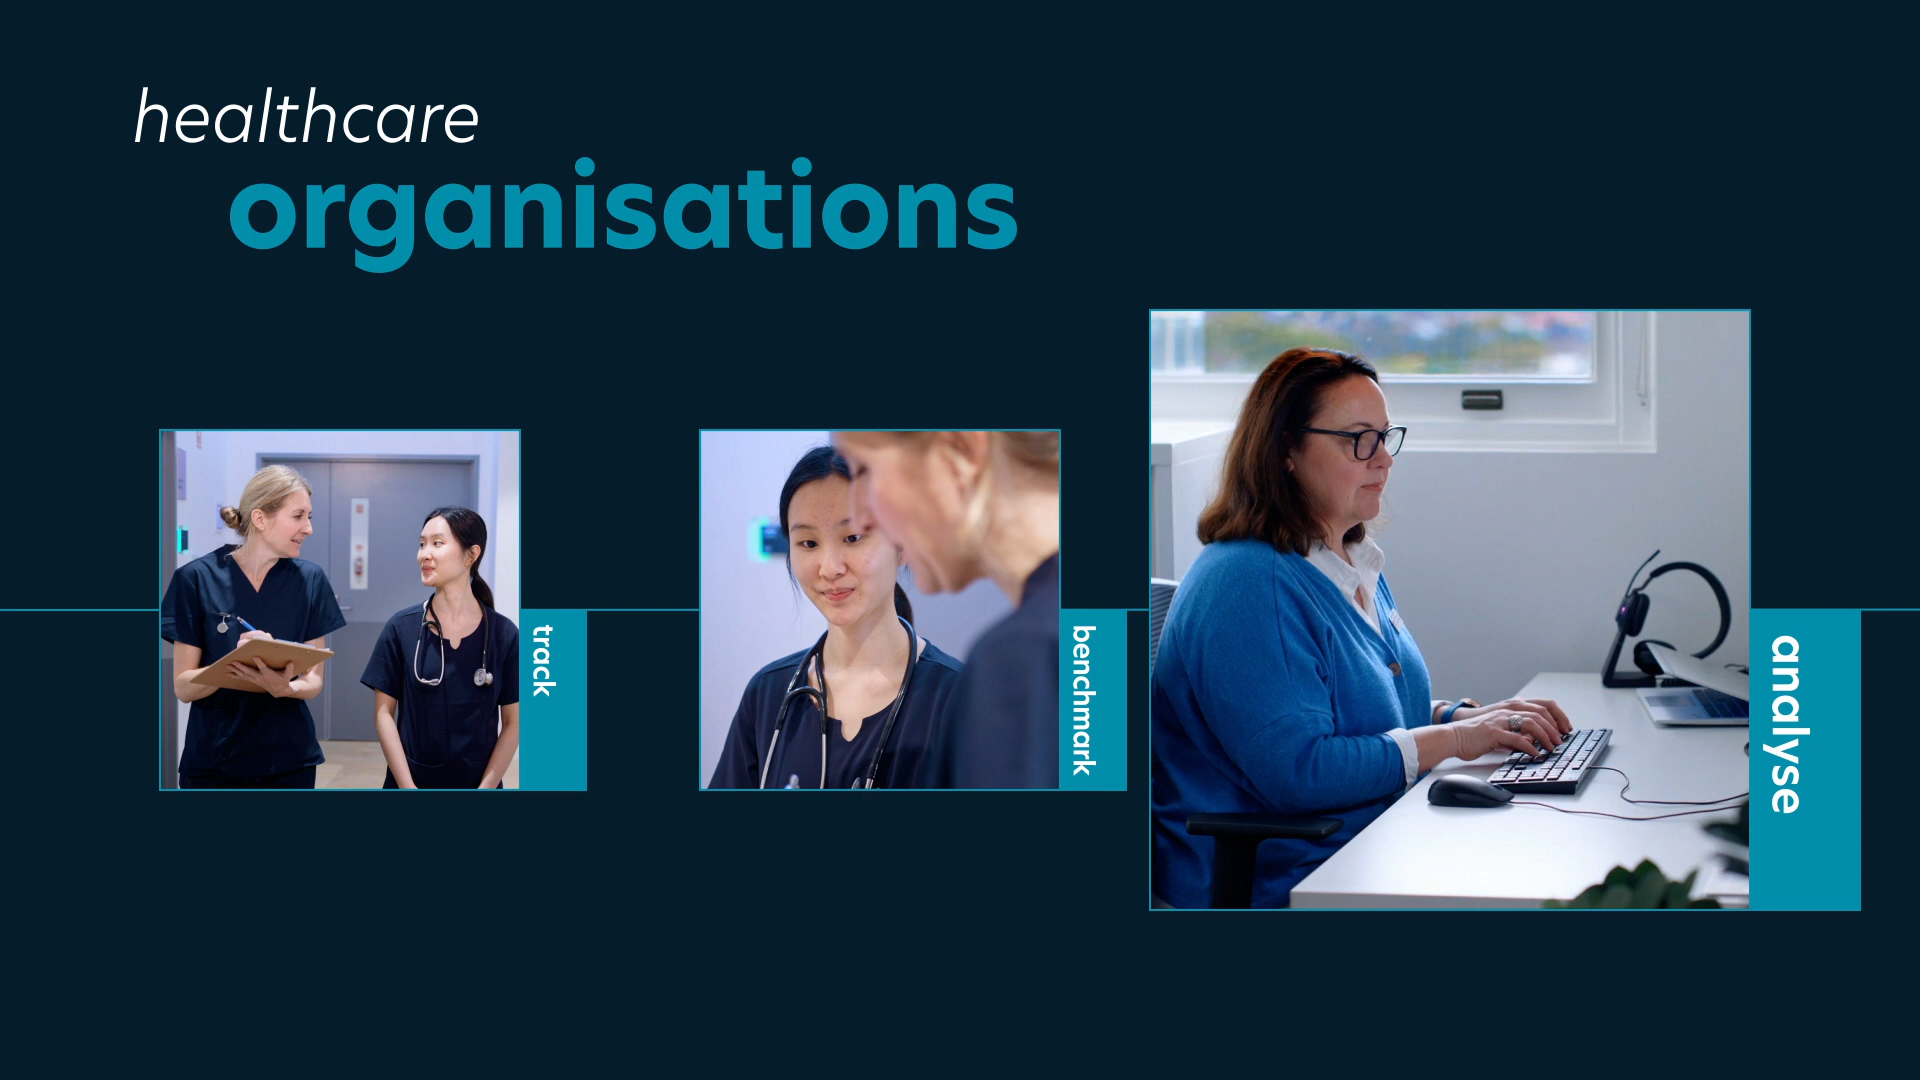 healthcare
organisations
track
benchmark
analyse